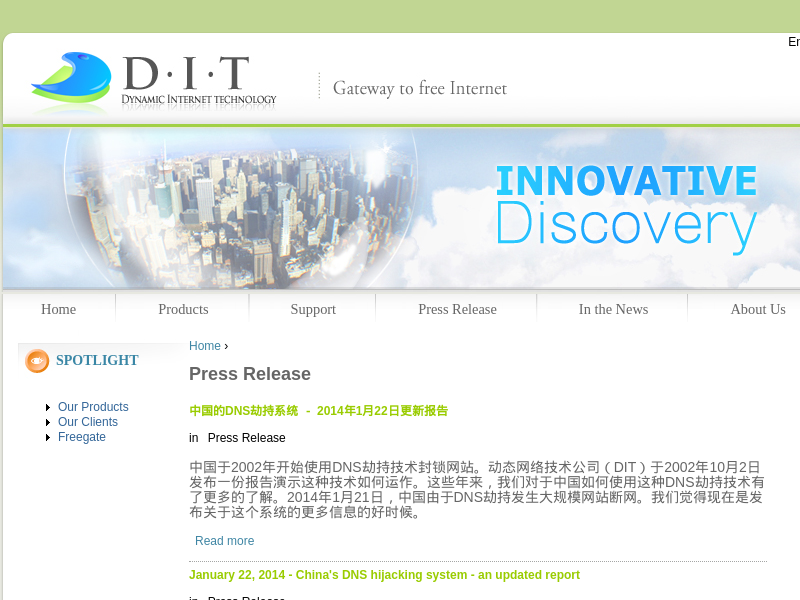 En
D·I·T
DYNAMIC INTERNET TECHNOLOGY
Gateway to free Internet
INNOVATIVE
Discovery
Home Products Support Press Release In the News About Us
SPOTLIGHT
Our Products
Our Clients
Freegate
Home ›
Press Release
中国的DNS劫持系统 - 2014年1月22日更新报告
in Press Release
中国于2002年开始使用DNS劫持技术封锁网站。动态网络技术公司（DIT）于2002年10月2日
发布一份报告演示这种技术如何运作。这些年来，我们对于中国如何使用这种DNS劫持技术有
了更多的了解。2014年1月21日，中国由于DNS劫持发生大规模网站断网。我们觉得现在是发
布关于这个系统的更多信息的好时候。
Read more
January 22, 2014 - China's DNS hijacking system - an updated report
in Press Release